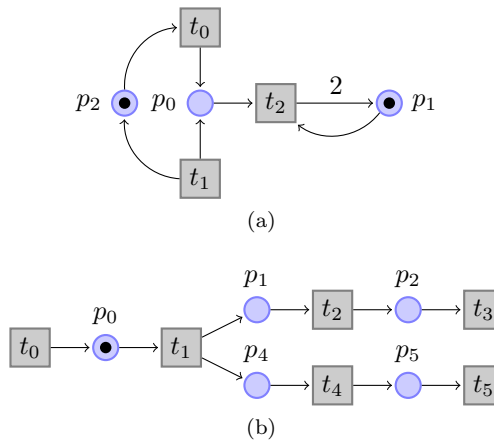 t₀
p₂ p₀ t₂ 2 p₁
t₁
(a)
p₁ p₂
p₀ t₂ t₃
t₀ t₁
p₄ p₅
t₄ t₅
(b)